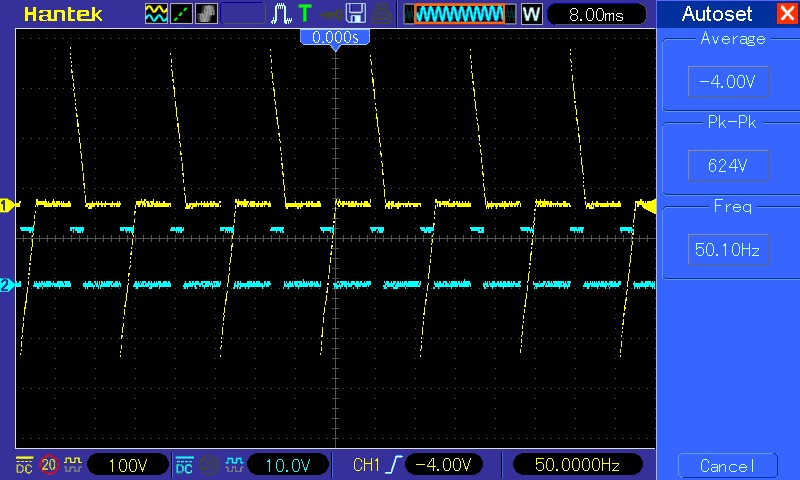 Hantek
T
W
8.00ms
Autoset
0.000s
Average
-4.00V
Pk-Pk
624V
Freq
50.10Hz
1
2
DC 20 100V DC 20 10.0V CH1 -4.00V 50.0000Hz
Cancel